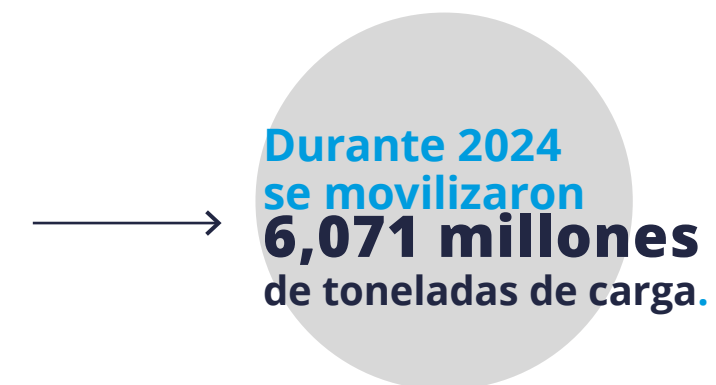 Durante 2024
se movilizaron
6,071 millones
de toneladas de carga.